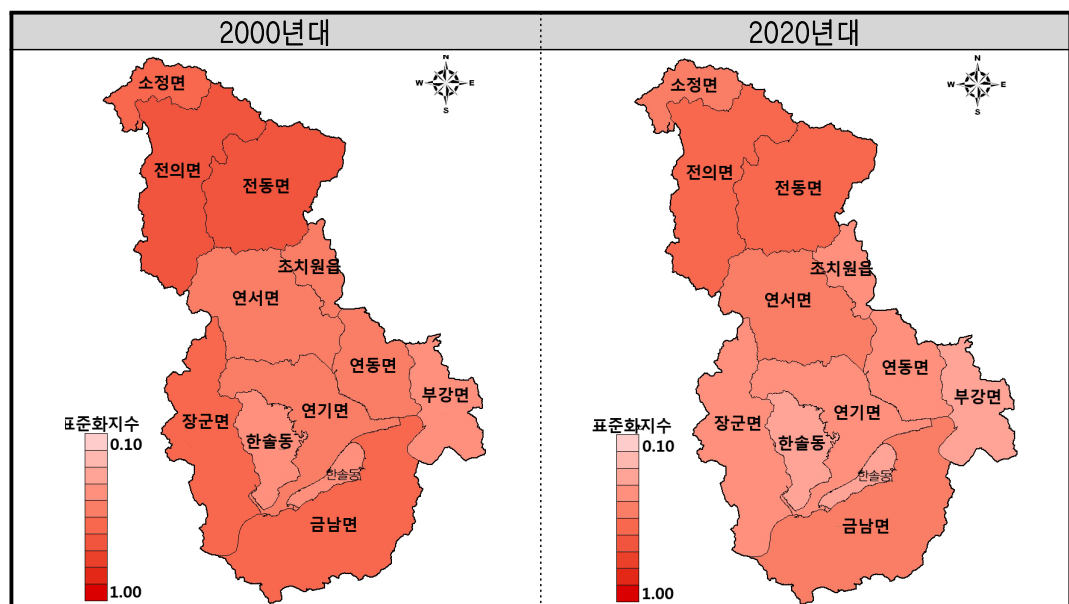 2000년대
N
W E
S
소정면
전의면
전동면
조치원읍
연서면
연동면
부강면
장군면
연기면
한솔동
한솔동
금남면
표준화지수
0.10
1.00
2020년대
N
W E
S
소정면
전의면
전동면
조치원읍
연서면
연동면
부강면
장군면
연기면
한솔동
한솔동
금남면
표준화지수
0.10
1.00